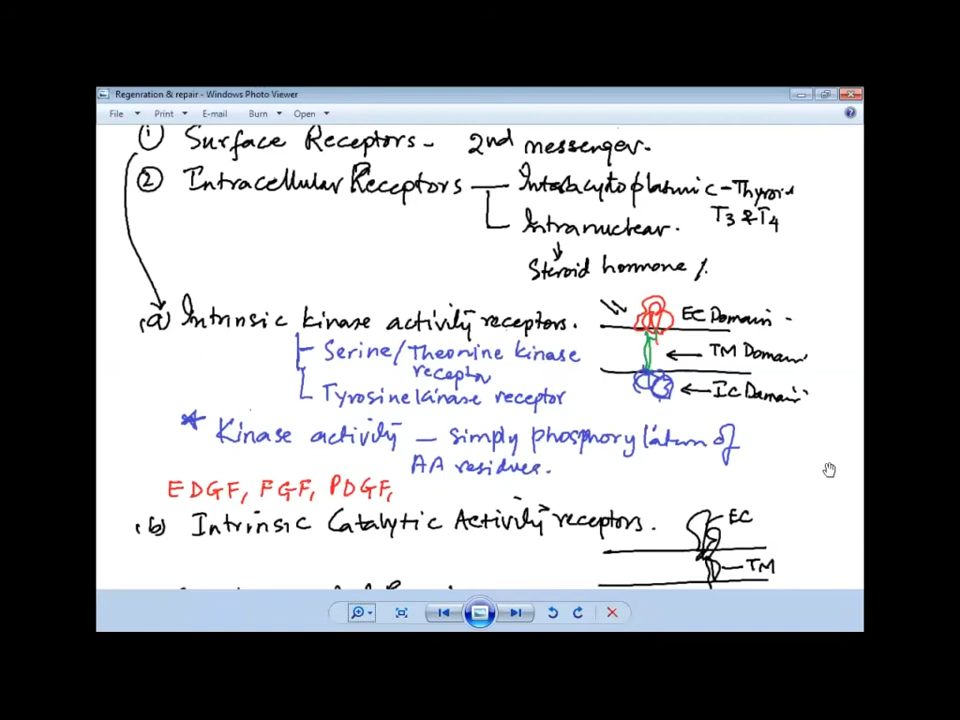 Regenration & repair - Windows Photo Viewer
File Print E-mail Burn Open
① Surface Receptors - 2nd messenger.
② Intracellular Receptors — Intracytoplasmic - Thyroid
T3 & T4
Intranuclear.
Steroid hormone
(a) Intrinsic kinase activity receptors. EC Domain -
Serine/Theonine kinase receptor
TM Domain
Tyrosine kinase receptor
IC Domain
* Kinase activity — simply phosphorylation of
AA residues.
EDGF, FGF, PDGF,
(b) Intrinsic Catalytic Activity receptors. EC
TM